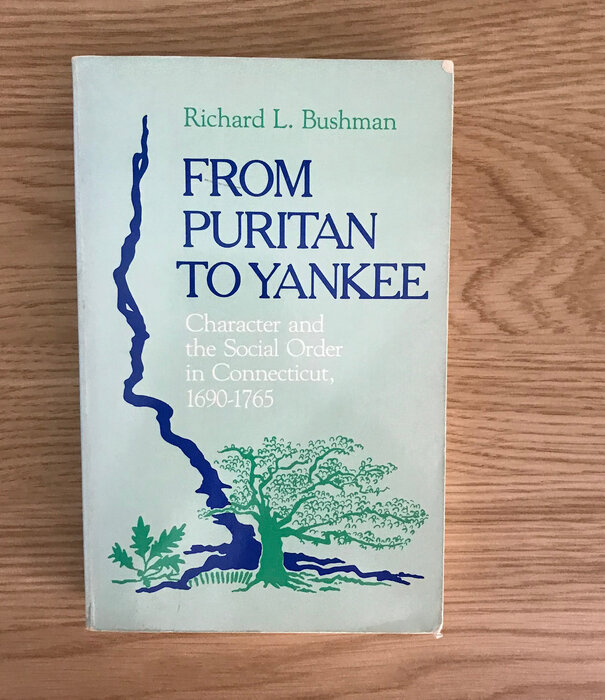 Richard L. Bushman
FROM
PURITAN
TO YANKEE
Character and
the Social Order
in Connecticut,
1690-1765